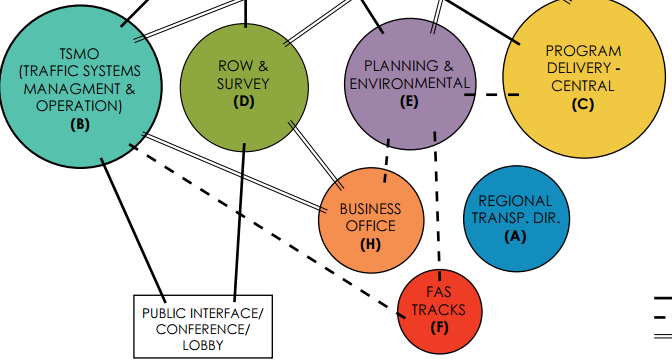 TSMO
(TRAFFIC SYSTEMS
MANAGMENT &
OPERATION)
(B)
ROW &
SURVEY
(D)
PLANNING &
ENVIRONMENTAL
(E)
PROGRAM
DELIVERY -
CENTRAL
(C)
BUSINESS
OFFICE
(H)
REGIONAL
TRANSP. DIR.
(A)
FAS
TRACKS
(F)
PUBLIC INTERFACE/
CONFERENCE/
LOBBY